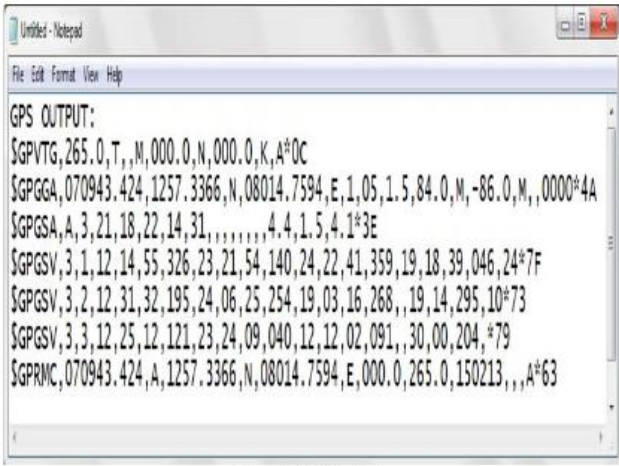 Untitled - Notepad
File Edit Format View Help
GPS OUTPUT:
$GPVTG,265.0,T,,M,000.0,N,000.0,K,A*0C
$GPGGA,070943.424,1257.3366,N,08014.7594,E,1,05,1.5,84.0,M,-86.0,M,,0000*4A
$GPGSA,A,3,21,18,22,14,31,,,,,,,,4.4,1.5,4.1*3E
$GPGSV,3,1,12,14,55,326,23,21,54,140,24,22,41,359,19,18,39,046,24*7F
$GPGSV,3,2,12,31,32,195,24,06,25,254,19,03,16,268,,19,14,295,10*73
$GPGSV,3,3,12,25,12,121,23,24,09,040,12,12,02,091,,30,00,204,*79
$GPRMC,070943.424,A,1257.3366,N,08014.7594,E,000.0,265.0,150213,,,A*63